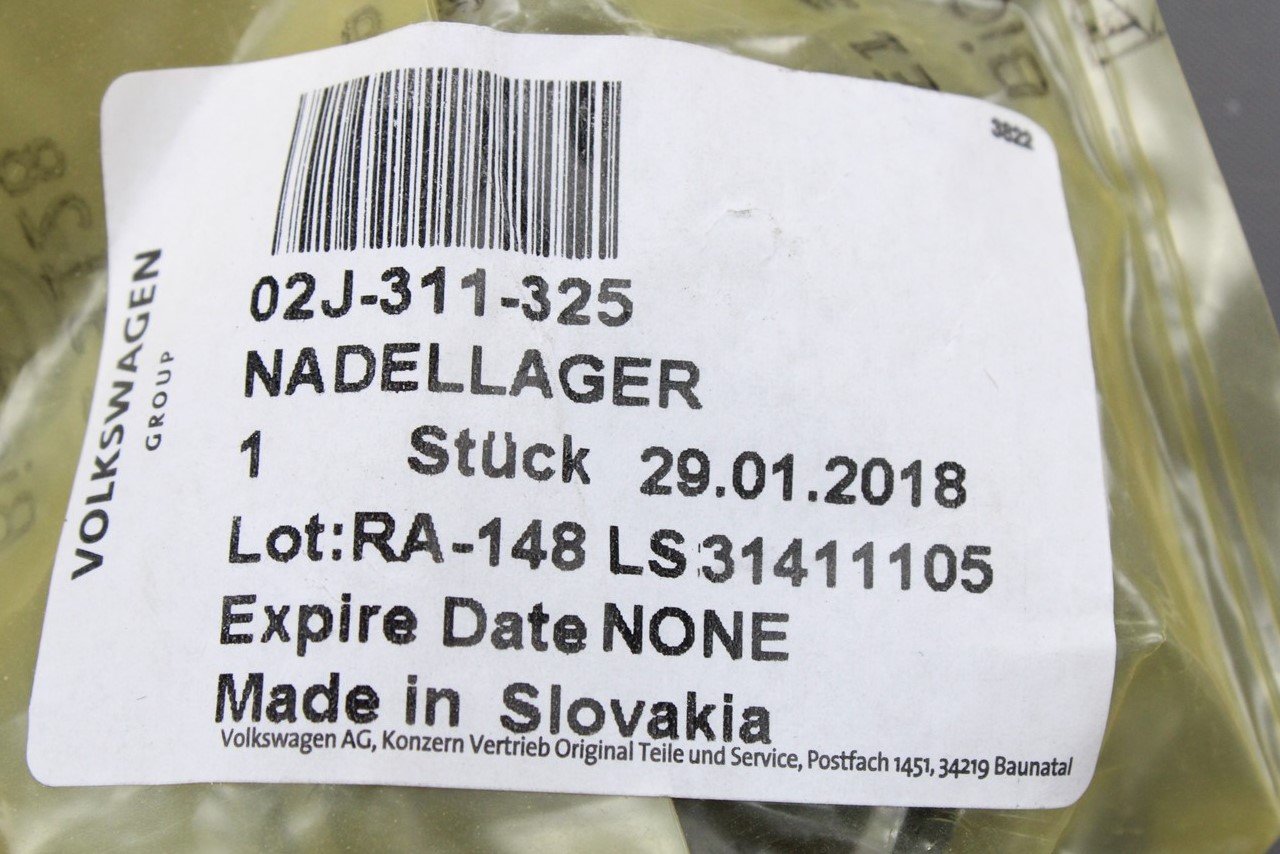 3822
02J-311-325
NADELLAGER
1 Stück 29.01.2018
Lot:RA-148 LS:31411105
Expire Date NONE
Made in Slovakia
Volkswagen AG, Konzern Vertrieb Original Teile und Service, Postfach 1451, 34219 Baunatal
VOLKSWAGEN
GROUP